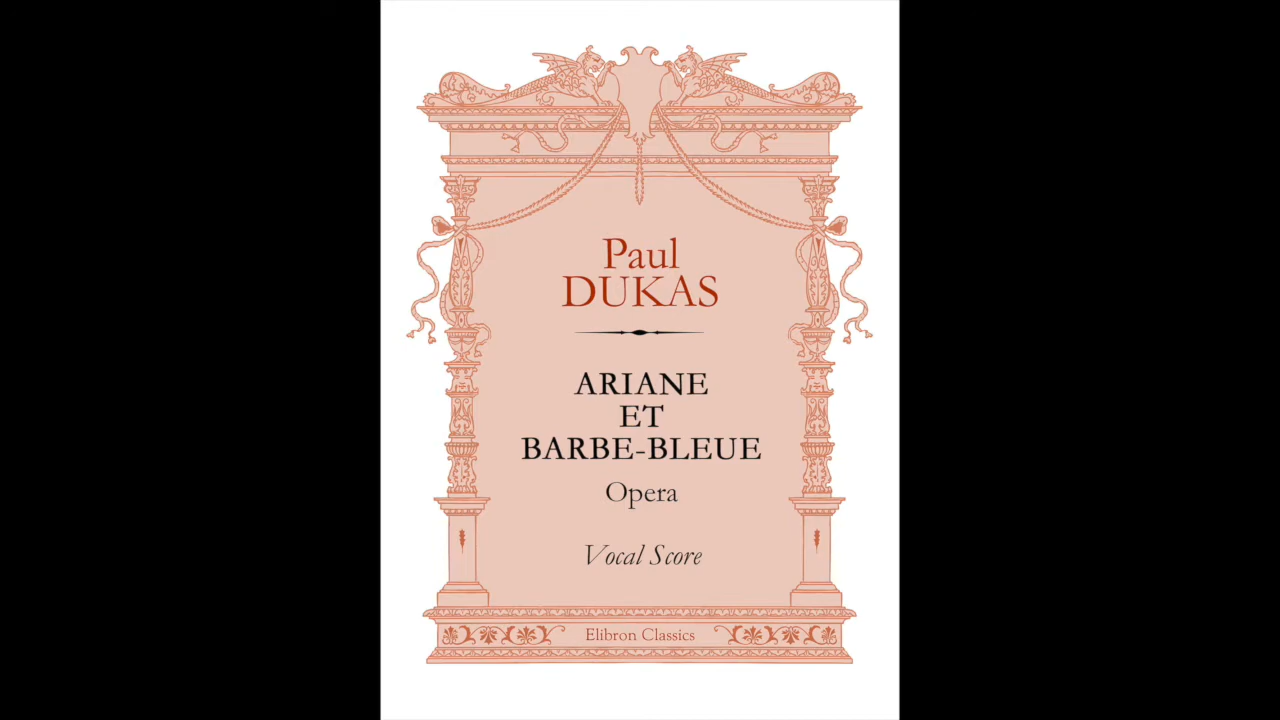 Paul
DUKAS
ARIANE
ET
BARBE-BLEUE
Opera
Vocal Score
Elibron Classics